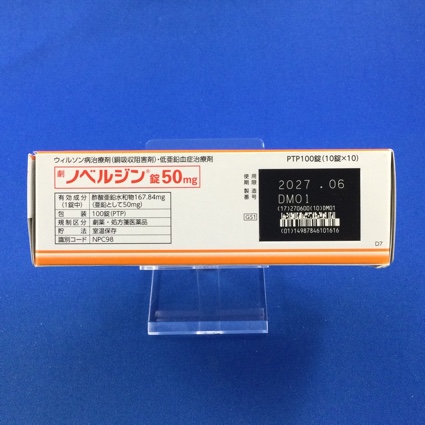 ウィルソン病治療剤(銅吸収阻害剤)・低亜鉛血症治療剤
PTP100錠(10錠×10)
劇 ノベルジン®錠50mg
有効成分(1錠中) 酢酸亜鉛水和物167.84mg(亜鉛として50mg)
包装 100錠(PTP)
規制区分 劇薬・処方箋医薬品
貯法 室温保存
識別コード NPC98
使用期限 2027.06
製造番号 DM01
GS1
(17)270600(10)DM01
(01)14987846101616
D7